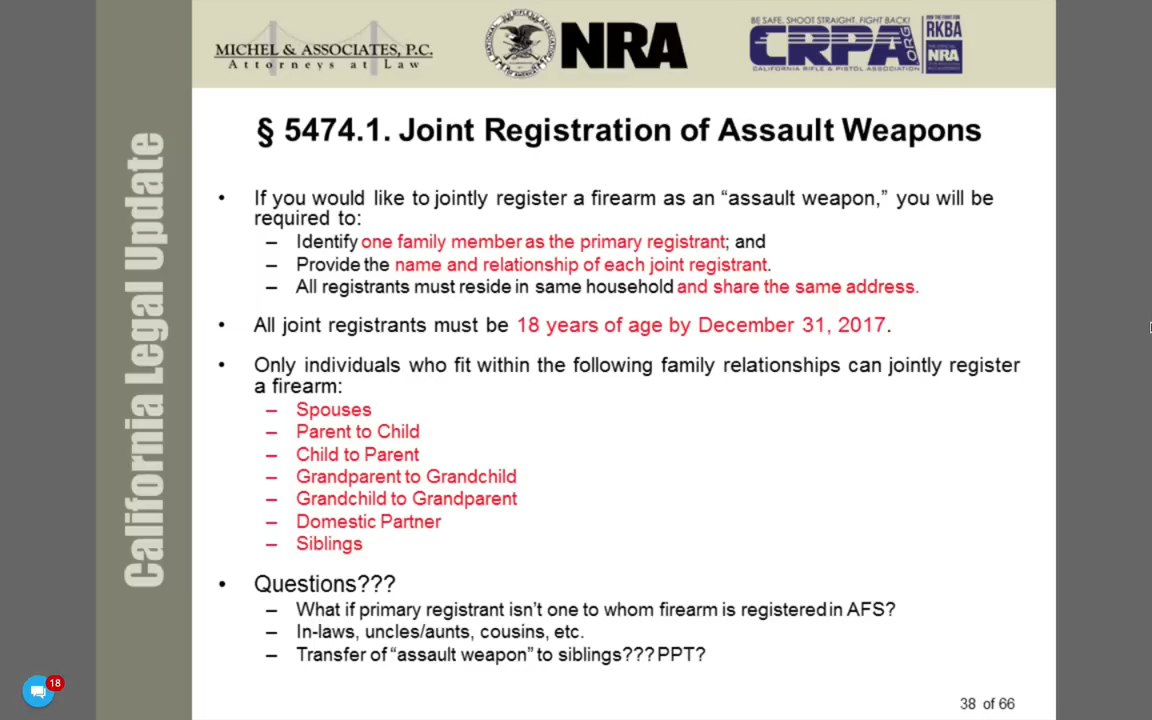 MICHEL & ASSOCIATES, P.C.
Attorneys at Law
NATIONAL RIFLE ASSOCIATION
OF AMERICA
NRA
BE SAFE. SHOOT STRAIGHT. FIGHT BACK!
CRPA.ORG
CALIFORNIA RIFLE & PISTOL ASSOCIATION
RKBA
NRA
California Legal Update
§ 5474.1. Joint Registration of Assault Weapons
• If you would like to jointly register a firearm as an “assault weapon,” you will be
required to:
– Identify one family member as the primary registrant; and
– Provide the name and relationship of each joint registrant.
– All registrants must reside in same household and share the same address.
• All joint registrants must be 18 years of age by December 31, 2017.
• Only individuals who fit within the following family relationships can jointly register
a firearm:
– Spouses
– Parent to Child
– Child to Parent
– Grandparent to Grandchild
– Grandchild to Grandparent
– Domestic Partner
– Siblings
• Questions???
– What if primary registrant isn’t one to whom firearm is registered in AFS?
– In-laws, uncles/aunts, cousins, etc.
– Transfer of “assault weapon” to siblings??? PPT?
38 of 66
18